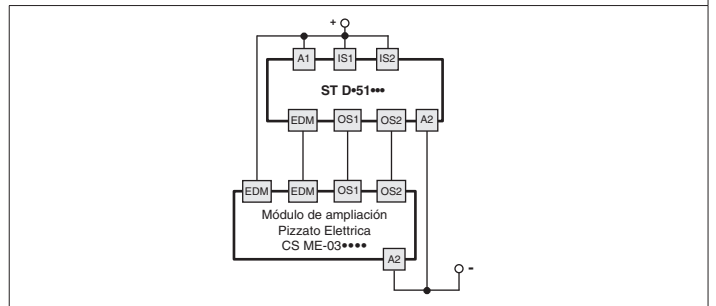 +
A1 IS1 IS2
ST D•51•••
EDM OS1 OS2 A2
EDM EDM OS1 OS2
Módulo de ampliación
Pizzato Elettrica
CS ME-03••••
A2
-